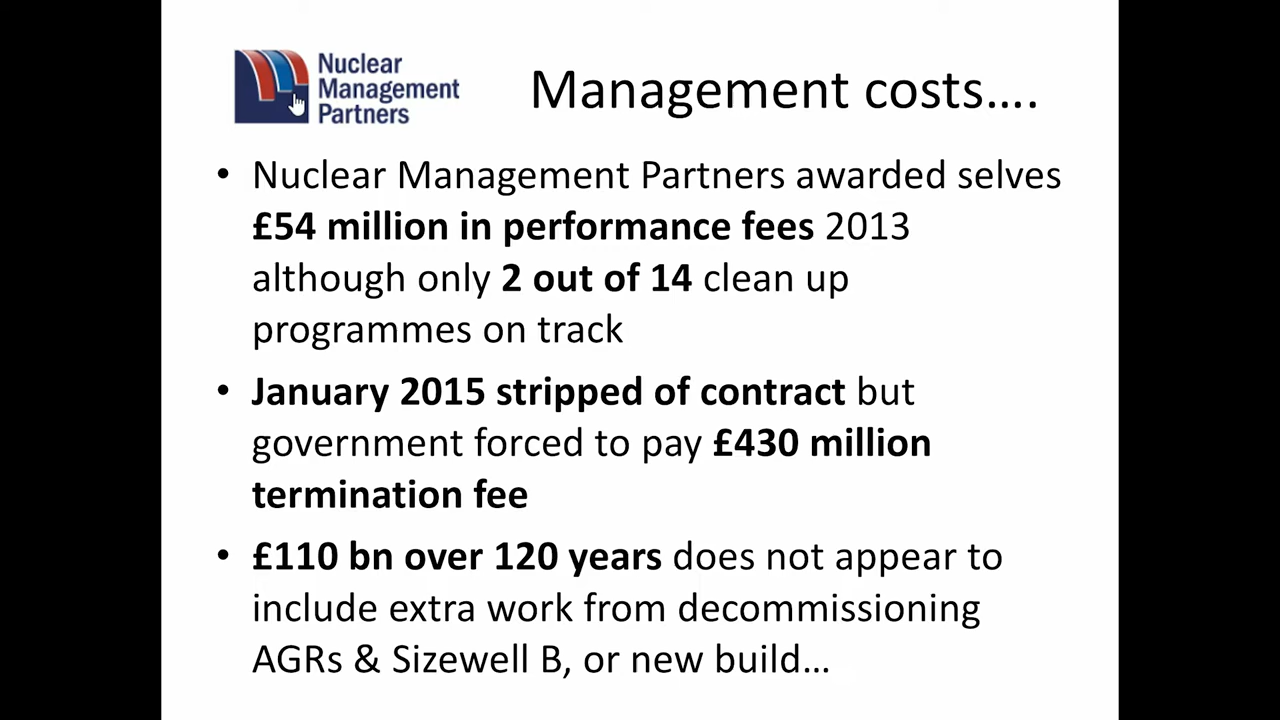 Nuclear
Management
Partners
Management costs....
• Nuclear Management Partners awarded selves
£54 million in performance fees 2013
although only 2 out of 14 clean up
programmes on track
• January 2015 stripped of contract but
government forced to pay £430 million
termination fee
• £110 bn over 120 years does not appear to
include extra work from decommissioning
AGRs & Sizewell B, or new build...